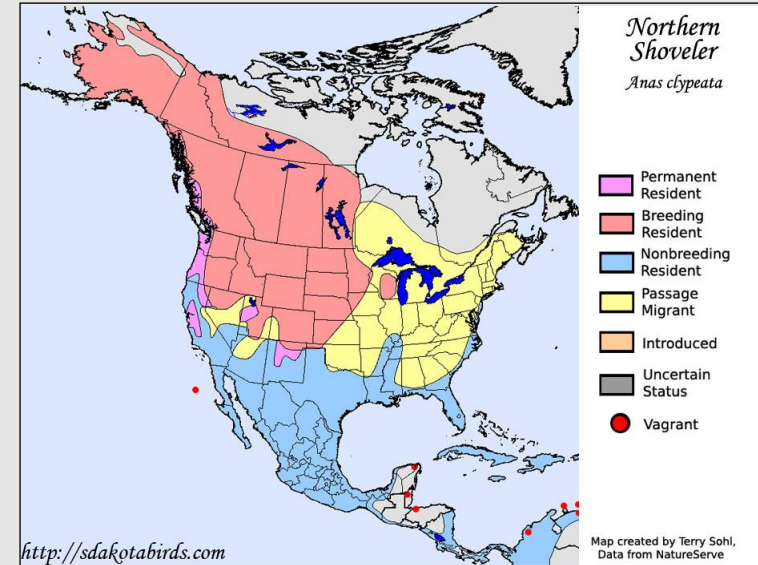 Northern
Shoveler
Anas clypeata
Permanent
Resident
Breeding
Resident
Nonbreeding
Resident
Passage
Migrant
Introduced
Uncertain
Status
Vagrant
Map created by Terry Sohl,
Data from NatureServe
http://sdakotabirds.com